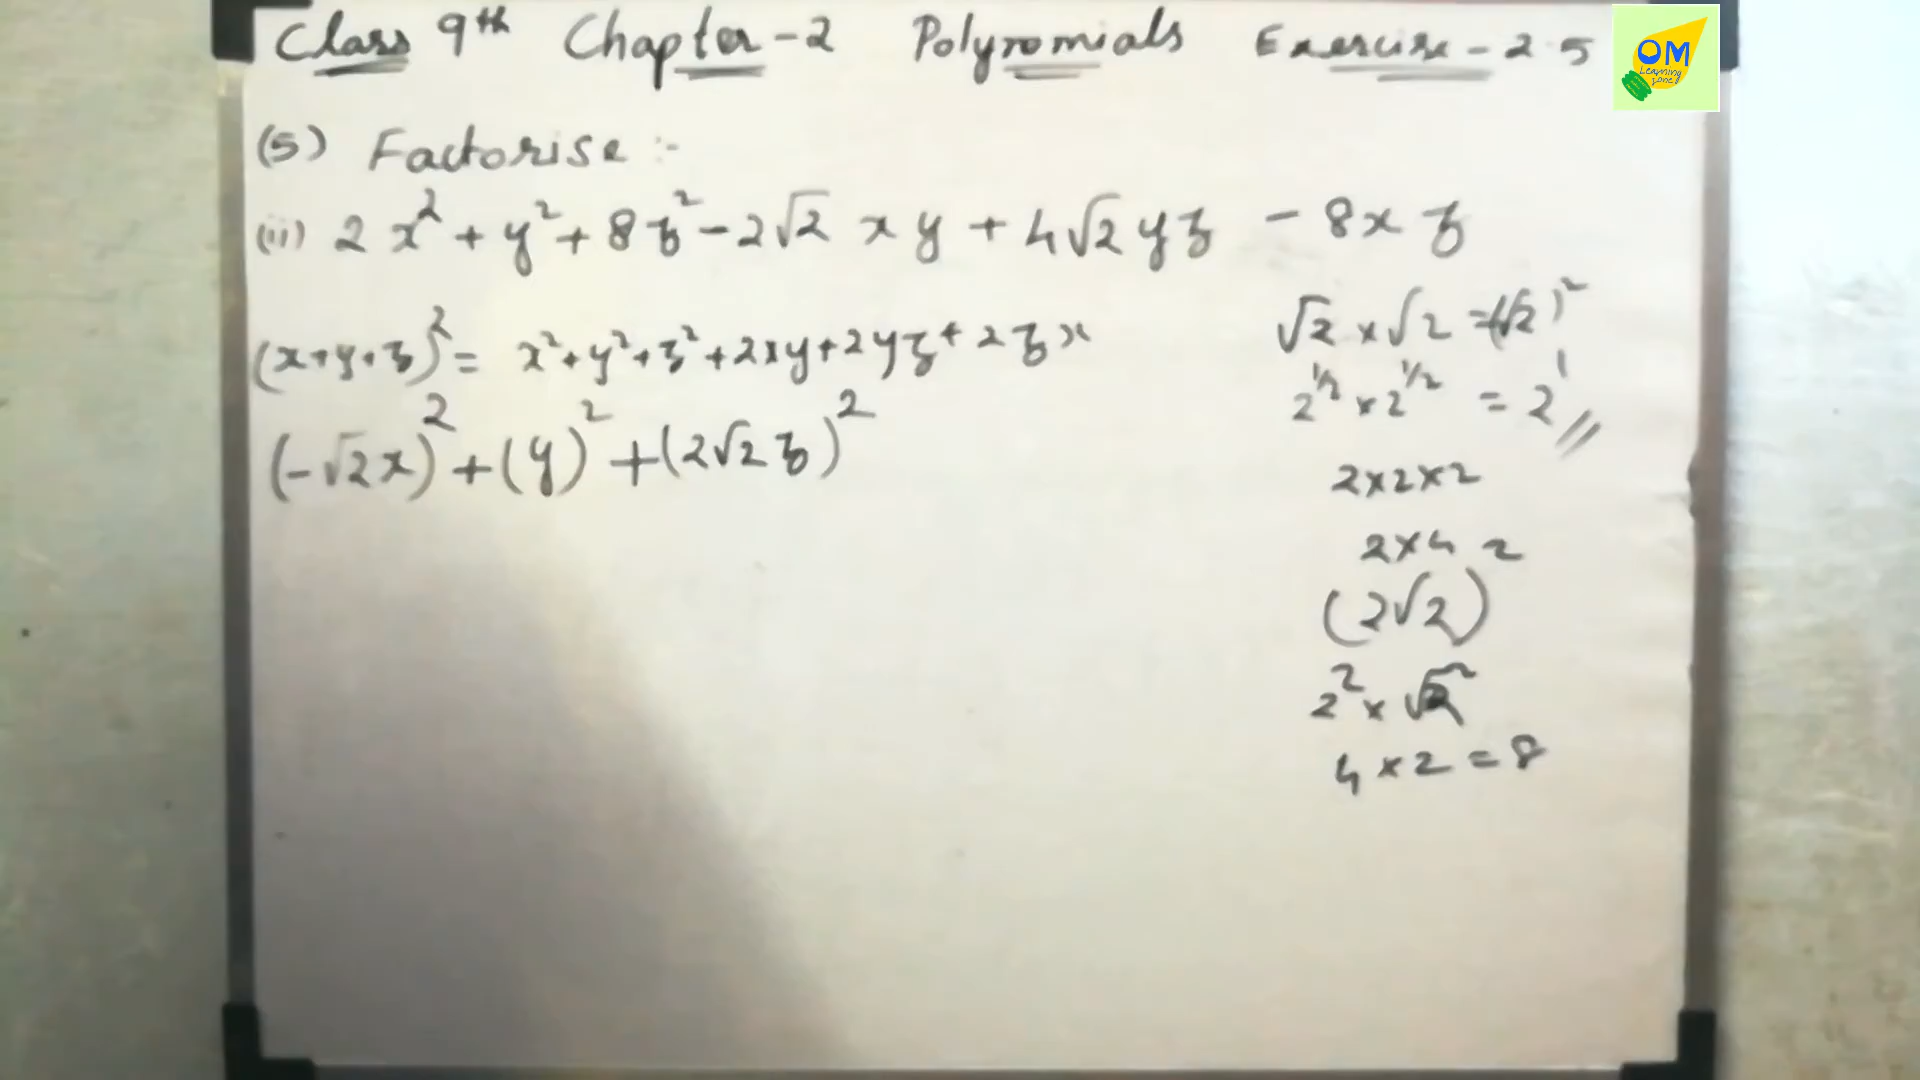 Class 9th Chapter-2 Polynomials Exercise-2.5
OM
Learning
zone
(5) Factorise :-
(ii) 2x² + y² + 8z² - 2√2 xy + 4√2 yz - 8xz
(x+y+z)² = x²+y²+z²+2xy+2yz+2zx
(-√2x)² + (y)² + (2√2z)²
√2 × √2 = (√2)²
2^1/2 × 2^1/2 = 2^1 //
2×2×2
2×4
(2√2)²
2² × √2²
4 × 2 = 8